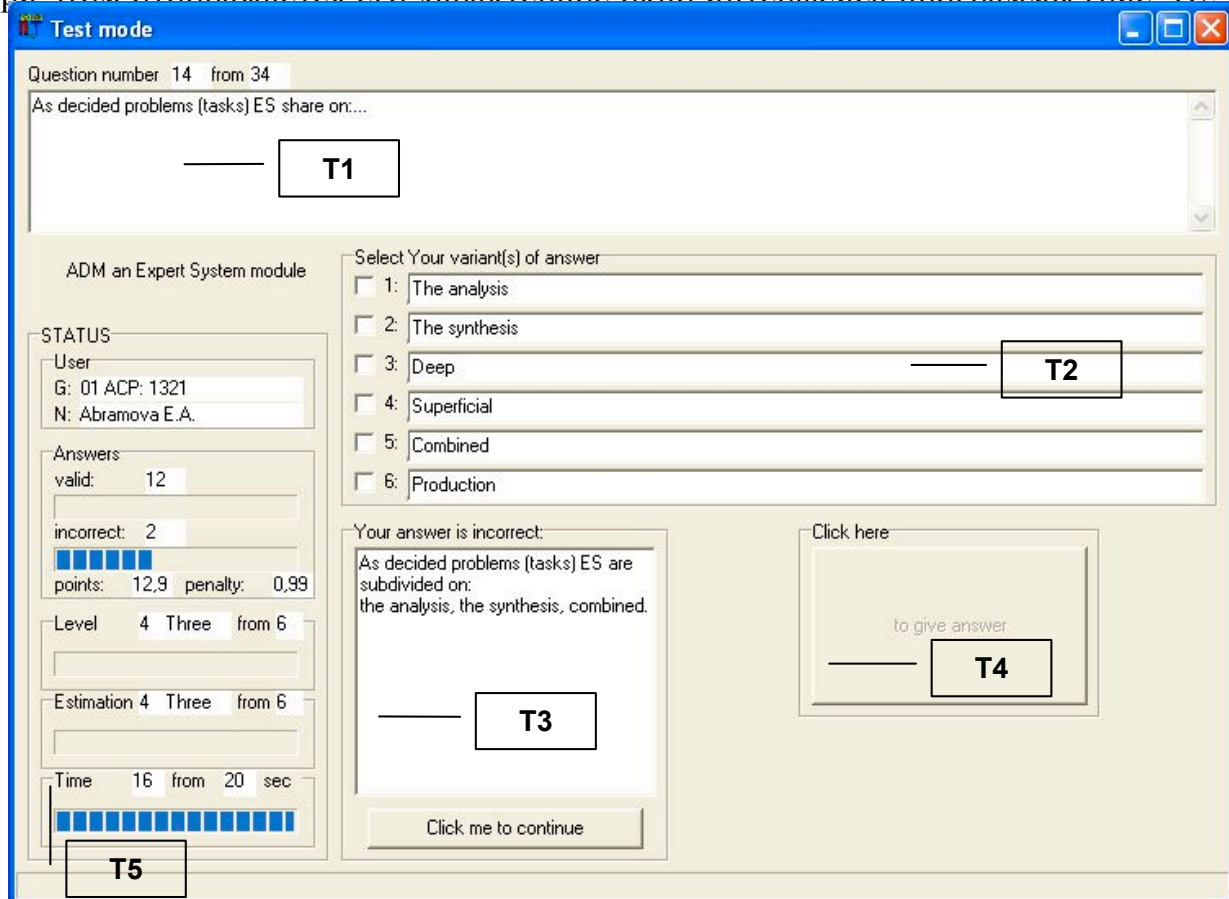 Test mode
Question number 14 from 34
As decided problems (tasks) ES share on:...
T1
ADM an Expert System module
Select Your variant(s) of answer
1: The analysis
2: The synthesis
3: Deep
T2
4: Superficial
5: Combined
6: Production
STATUS
User
G: 01 ACP: 1321
N: Abramova E.A.
Answers
valid: 12
incorrect: 2
points: 12,9 penalty: 0,99
Level 4 Three from 6
Estimation 4 Three from 6
Time 16 from 20 sec
T5
Your answer is incorrect:
As decided problems (tasks) ES are
subdivided on:
the analysis, the synthesis, combined.
T3
Click me to continue
Click here
to give answer
T4